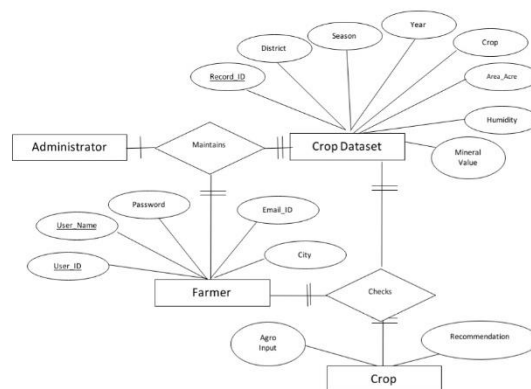 Year
Season
District
Crop
Record_ID
Area_Acre
Humidity
Administrator
Maintains
Crop Dataset
Mineral
Value
Password
Email_ID
User_Name
City
User_ID
Farmer
Checks
Agro
Input
Recommendation
Crop